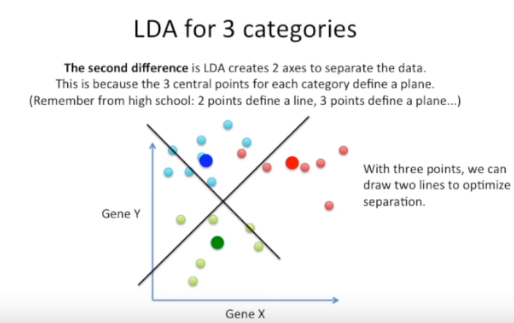 LDA for 3 categories
The second difference is LDA creates 2 axes to separate the data.
This is because the 3 central points for each category define a plane.
(Remember from high school: 2 points define a line, 3 points define a plane...)
With three points, we can
draw two lines to optimize
separation.
Gene Y
Gene X